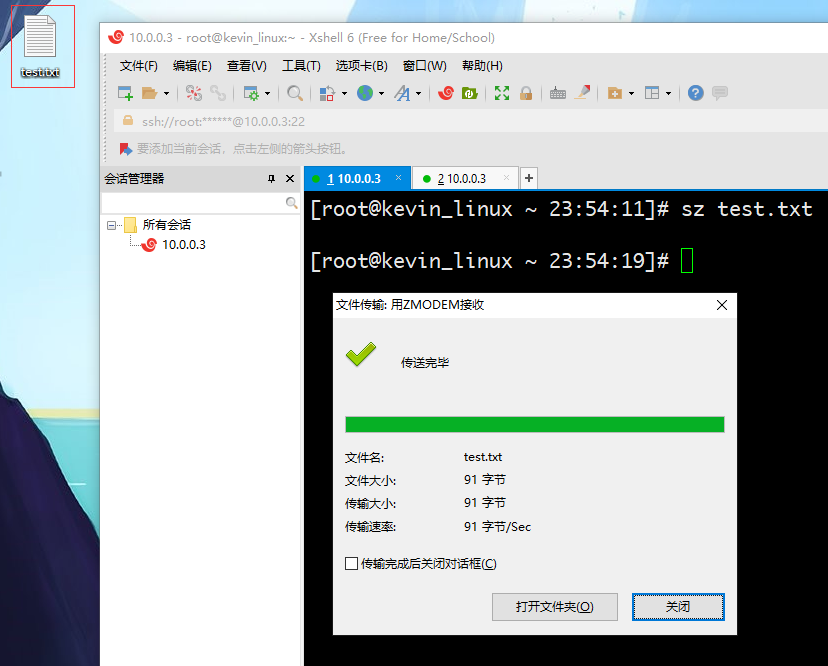 test.txt
10.0.0.3 - root@kevin_linux:~ - Xshell 6 (Free for Home/School)
文件(F) 编辑(E) 查看(V) 工具(T) 选项卡(B) 窗口(W) 帮助(H)
ssh://root:******@10.0.0.3:22
要添加当前会话，点击左侧的箭头按钮。
会话管理器
所有会话
10.0.0.3
1 10.0.0.3 2 10.0.0.3
[root@kevin_linux ~ 23:54:11]# sz test.txt
[root@kevin_linux ~ 23:54:19]#
文件传输: 用ZMODEM接收
传送完毕
文件名: test.txt
文件大小: 91 字节
传输大小: 91 字节
传输速率: 91 字节/Sec
传输完成后关闭对话框(C)
打开文件夹(O) 关闭